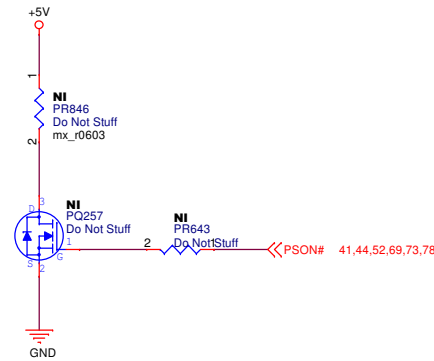 +5V
1
NI
PR846
Do Not Stuff
mx_r0603
2
D
3
NI
PQ257
Do Not Stuff
1
G
S
2
NI
PR643
Do Not Stuff
2
1
PSON#
41,44,52,69,73,78
GND